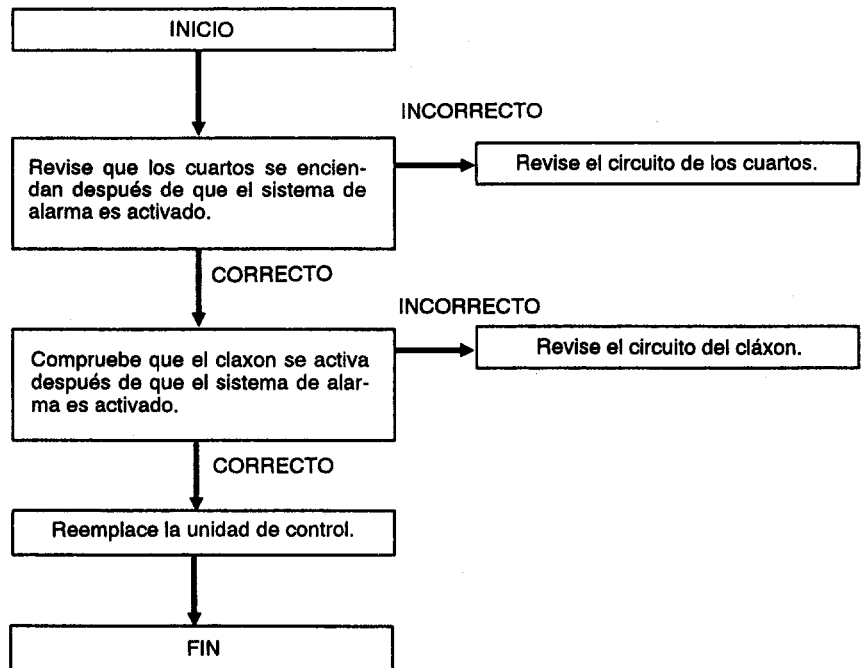 INICIO
INCORRECTO
Revise que los cuartos se encien-
dan después de que el sistema de
alarma es activado.
Revise el circuito de los cuartos.
CORRECTO
INCORRECTO
Compruebe que el claxon se activa
después de que el sistema de alar-
ma es activado.
Revise el circuito del cláxon.
CORRECTO
Reemplace la unidad de control.
FIN